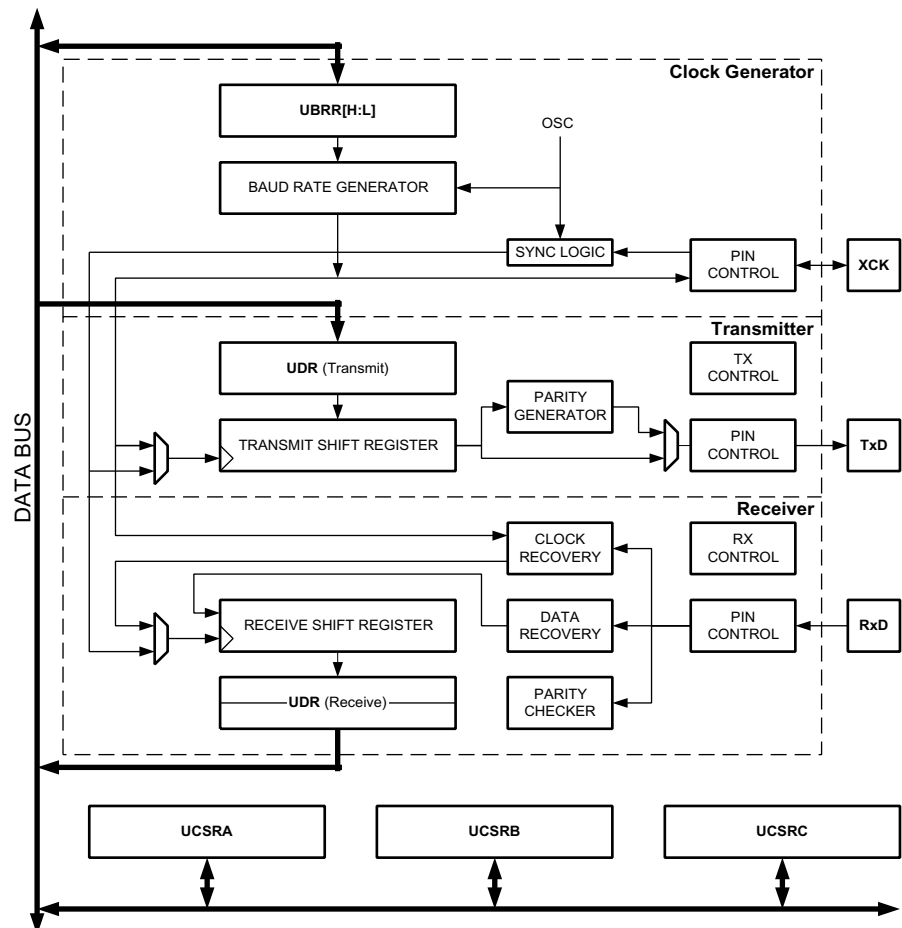 Clock Generator
UBRR[H:L]
OSC
BAUD RATE GENERATOR
SYNC LOGIC
PIN
CONTROL
XCK
Transmitter
UDR (Transmit)
TX
CONTROL
PARITY
GENERATOR
TRANSMIT SHIFT REGISTER
PIN
CONTROL
TxD
DATA BUS
Receiver
CLOCK
RECOVERY
RX
CONTROL
RECEIVE SHIFT REGISTER
DATA
RECOVERY
PIN
CONTROL
RxD
UDR (Receive)
PARITY
CHECKER
UCSRA
UCSRB
UCSRC